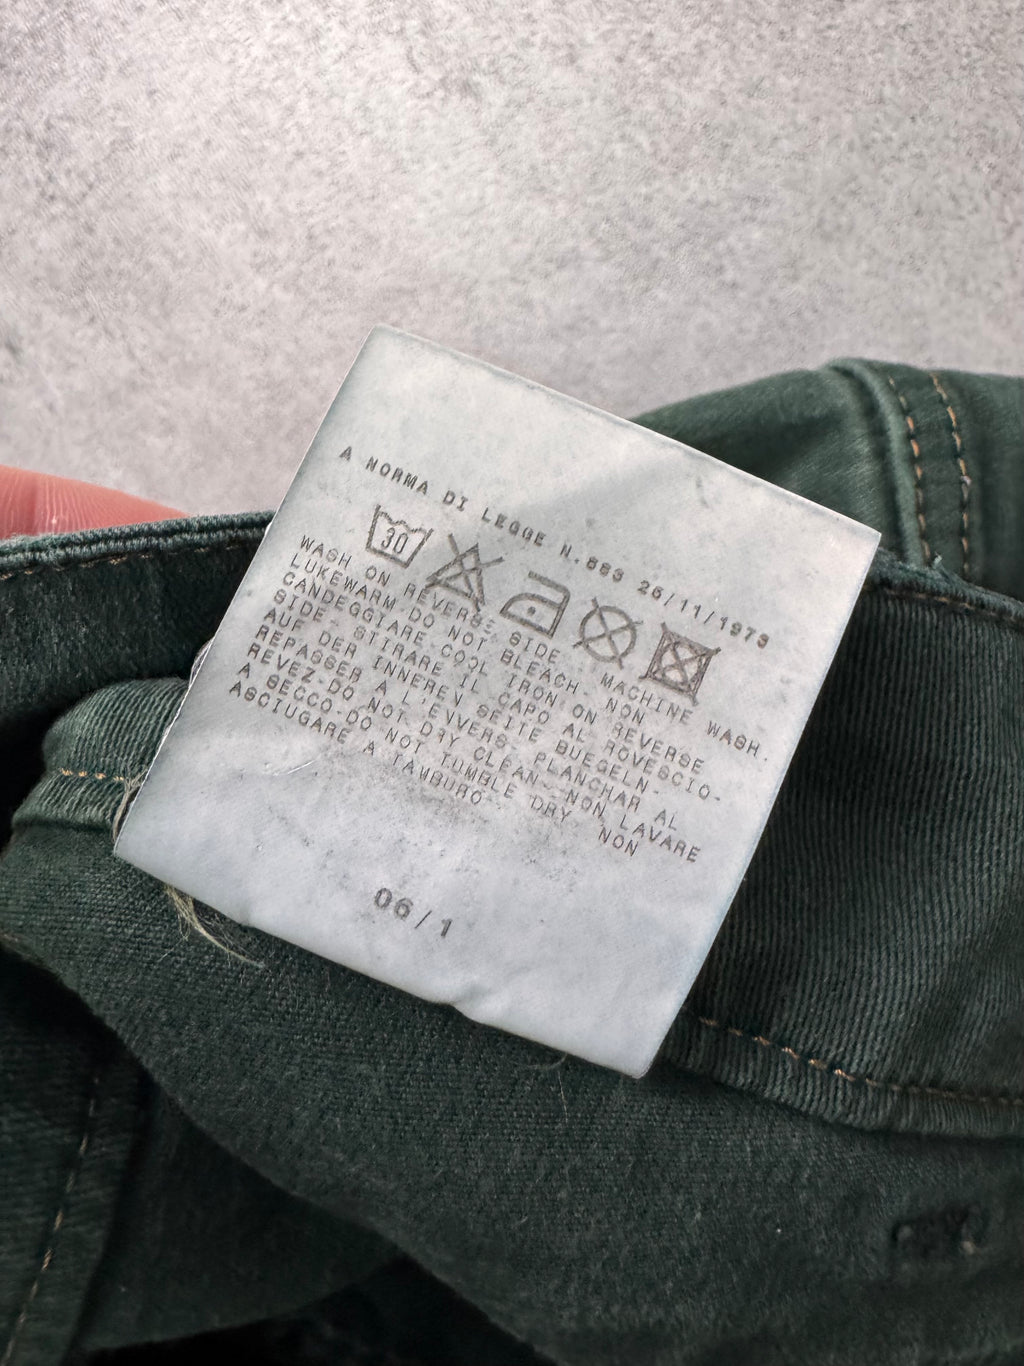 A NORMA DI LEGGE N.883 26/11/1973
30
WASH ON REVERSE SIDE MACHINE WASH
LUKEWARM-DO NOT BLEACH- NON
CANDEGGIARE-COOL IRON ON REVERSE
SIDE- STIRARE IL CAPO AL ROVESCIO-
AUF DER INNEREN SEITE BUEGELN-
REPASSER A L'ENVERS- PLANCHAR AL
REVEZ-DO NOT DRY CLEAN--NON LAVARE
A SECCO-DO NOT TUMBLE DRY NON
ASCIUGARE A TAMBURO
06/1